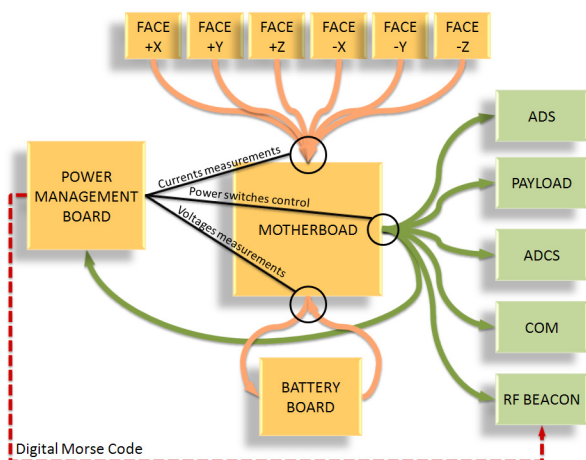 FACE
+X
FACE
+Y
FACE
+Z
FACE
-X
FACE
-Y
FACE
-Z
POWER
MANAGEMENT
BOARD
Currents measurements
Power switches control
Voltages measurements
MOTHERBOAD
BATTERY
BOARD
ADS
PAYLOAD
ADCS
COM
RF BEACON
Digital Morse Code